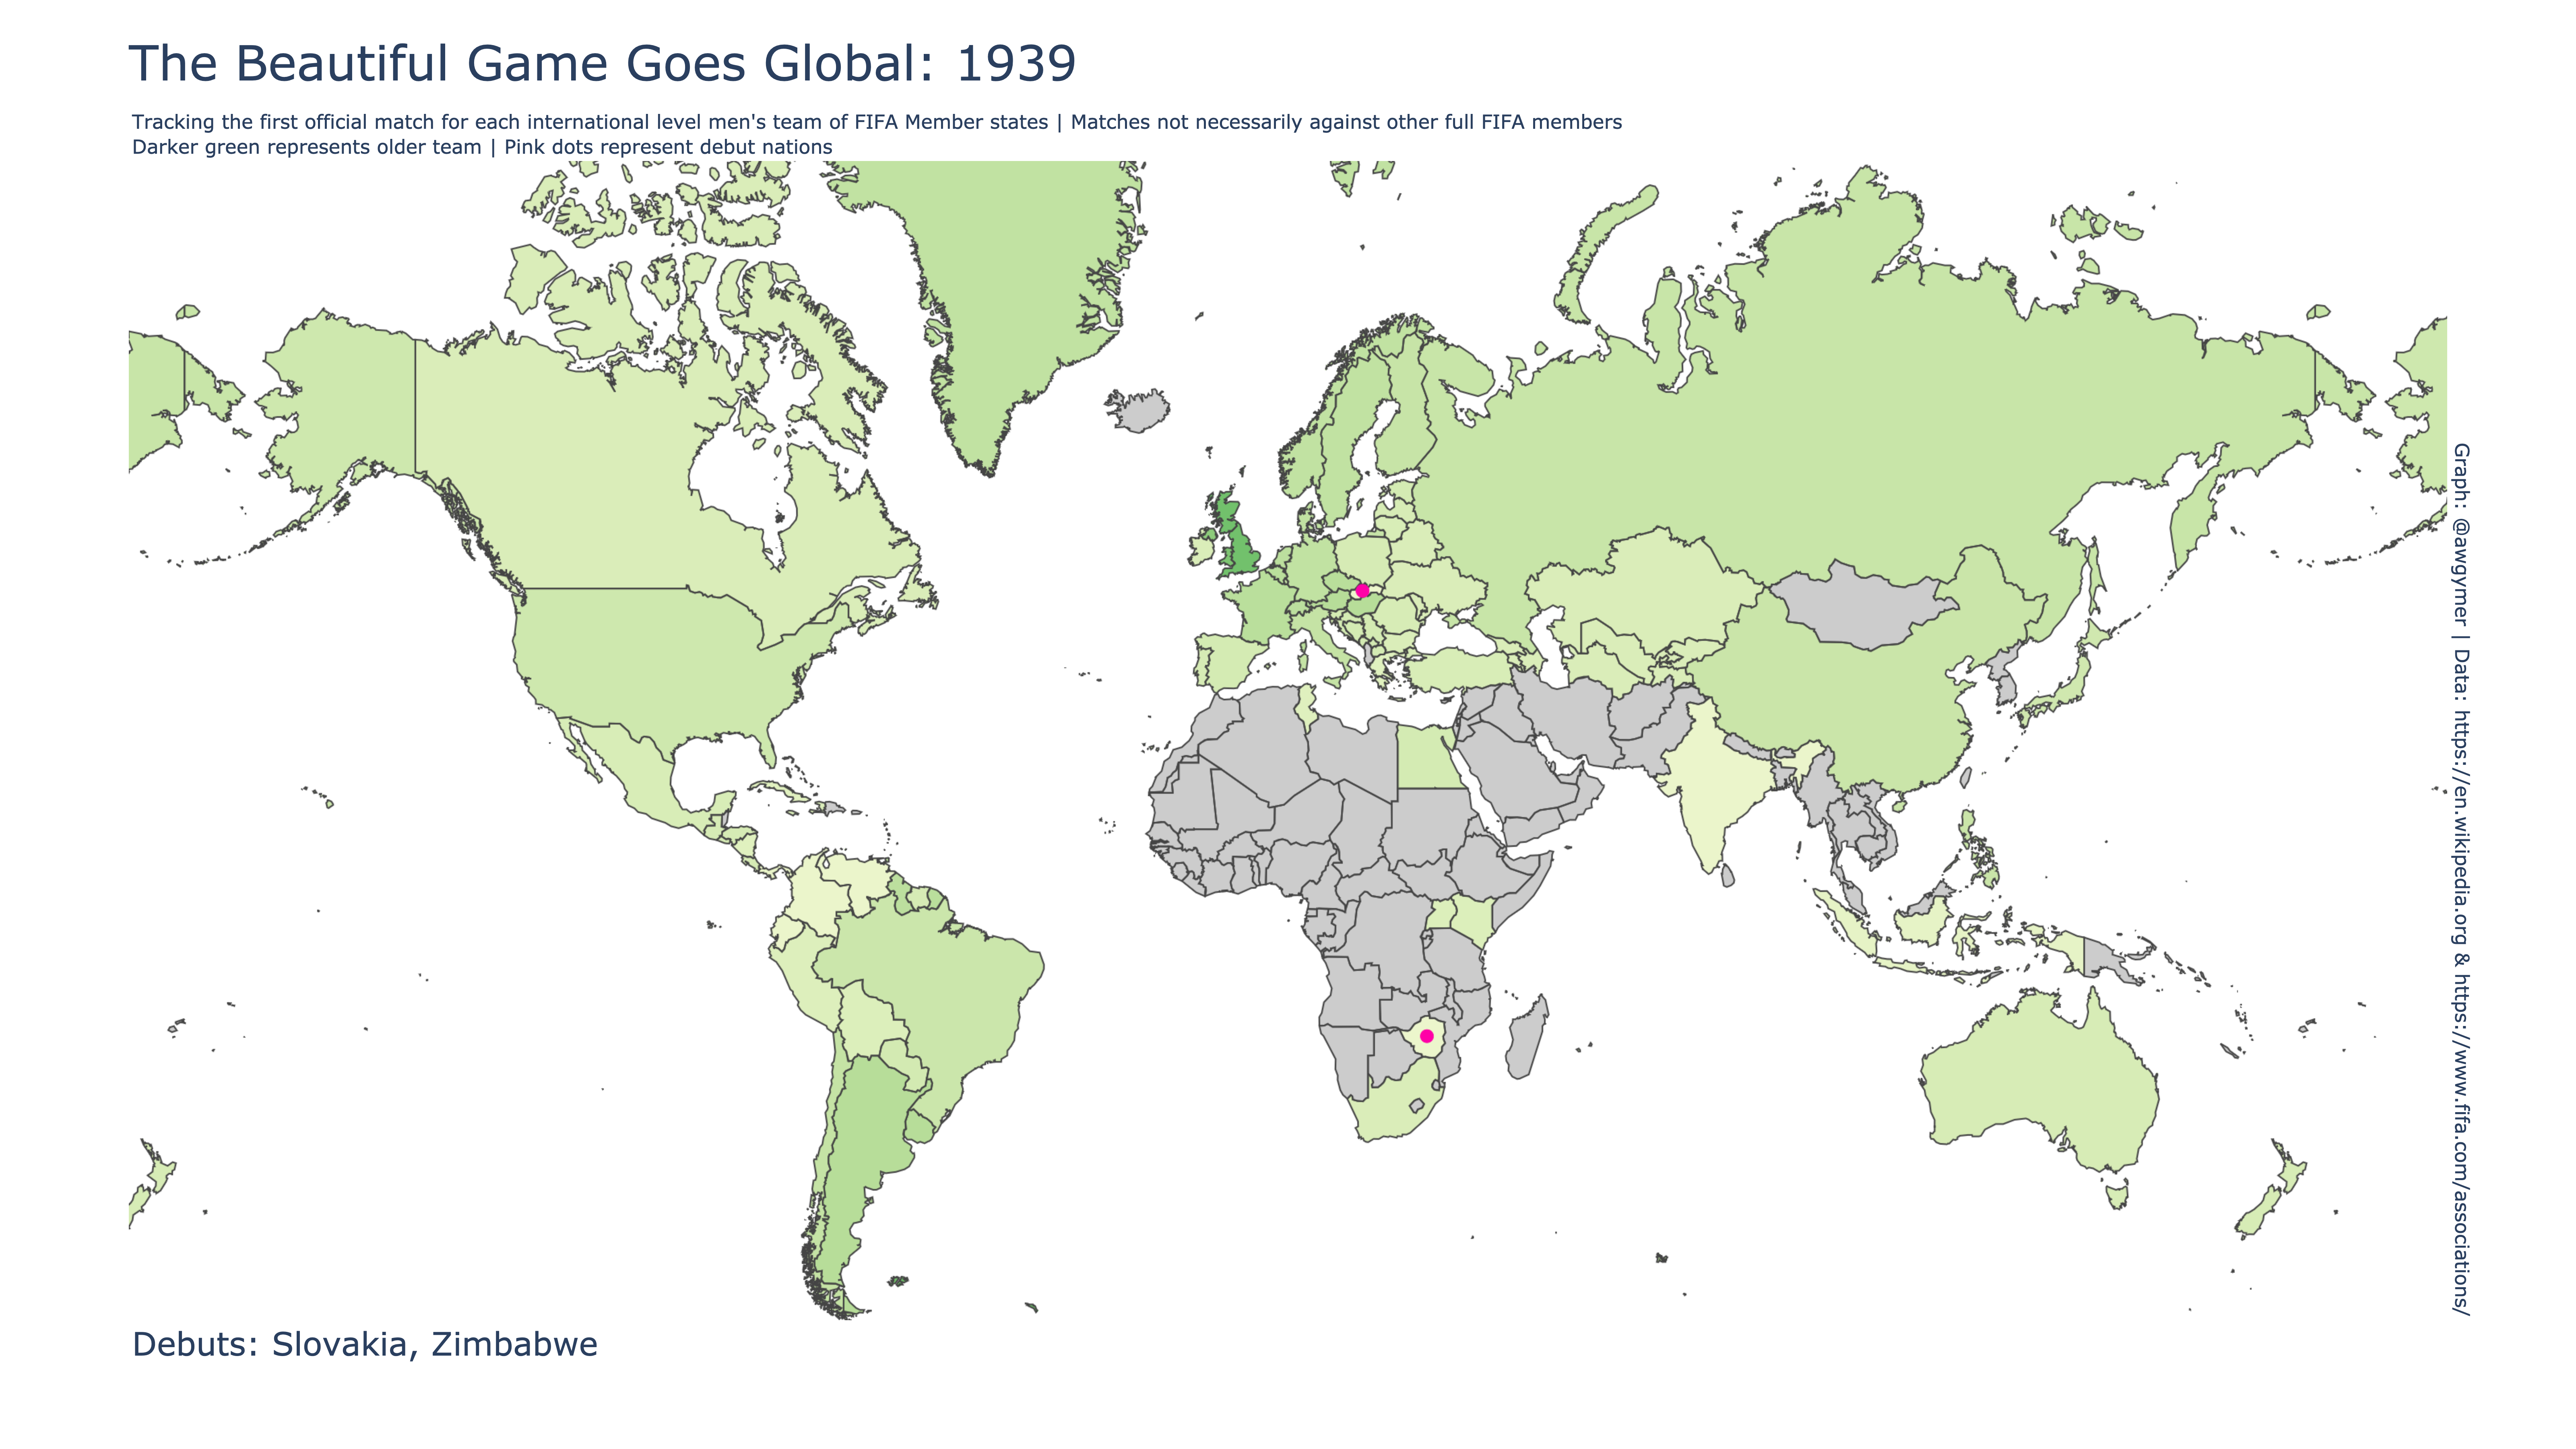 The Beautiful Game Goes Global: 1939
Tracking the first official match for each international level men's team of FIFA Member states | Matches not necessarily against other full FIFA members
Darker green represents older team | Pink dots represent debut nations
Graph: @awgymer | Data: https://en.wikipedia.org & https://www.fifa.com/associations/
Debuts: Slovakia, Zimbabwe